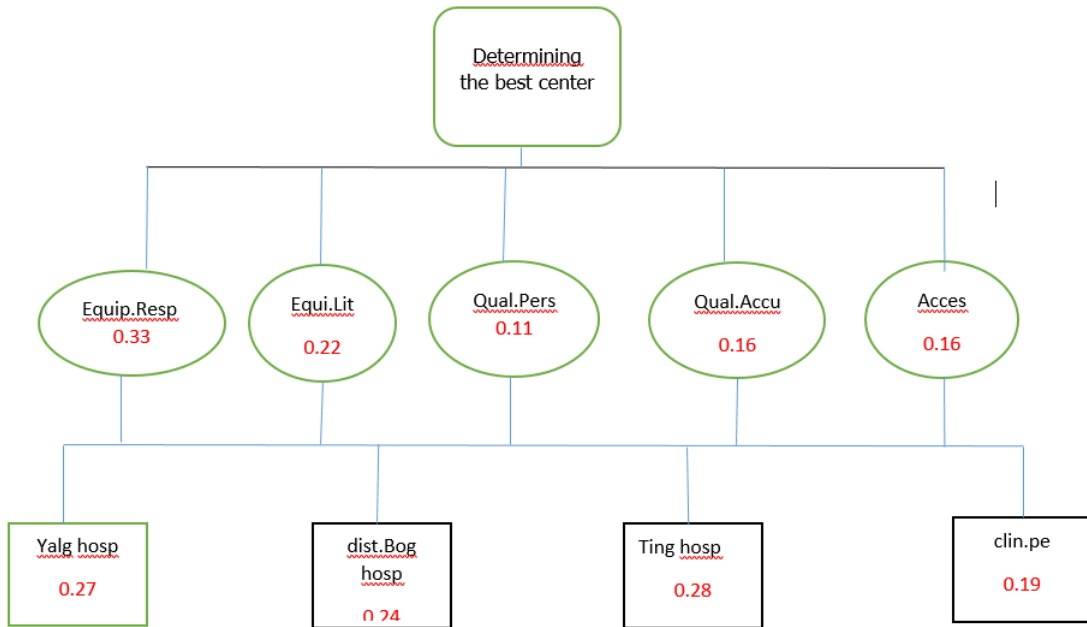 Determining
the best center
Equip.Resp
0.33
Equi.Lit
0.22
Qual.Pers
0.11
Qual.Accu
0.16
Acces
0.16
Yalg hosp
0.27
dist.Bog
hosp
0.24
Ting hosp
0.28
clin.pe
0.19